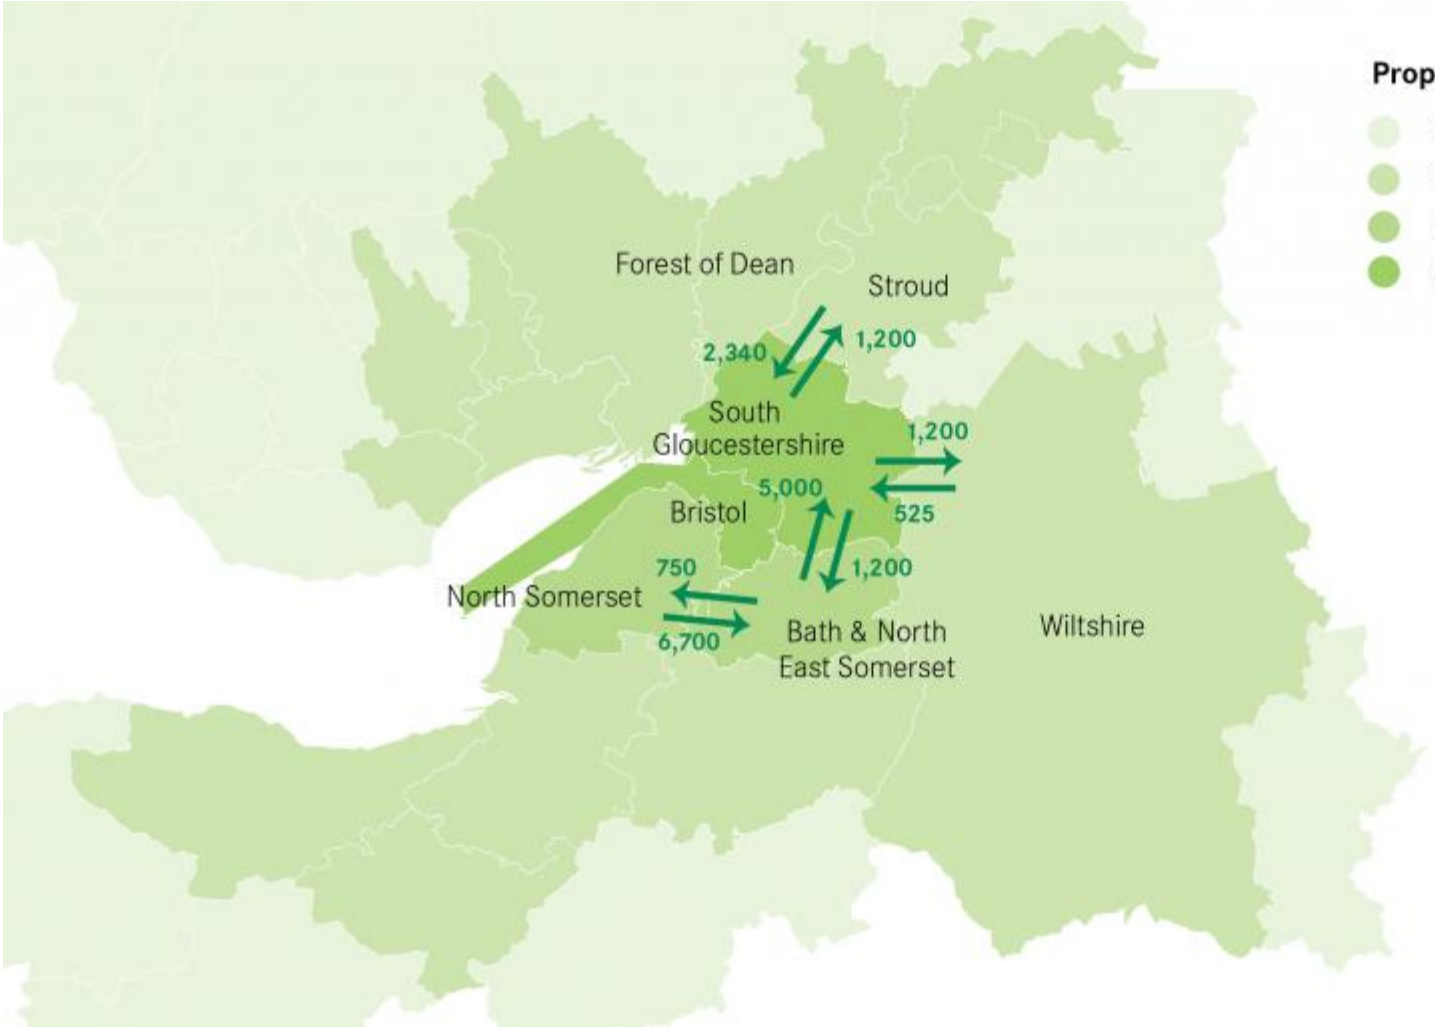 Prop
Forest of Dean
Stroud
2,340
1,200
South
Gloucestershire
1,200
5,000
525
Bristol
750
1,200
North Somerset
6,700
Bath & North
East Somerset
Wiltshire